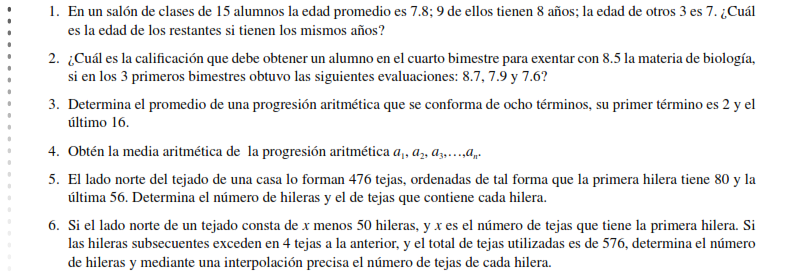 1. En un salón de clases de 15 alumnos la edad promedio es 7.8; 9 de ellos tienen 8 años; la edad de otros 3 es 7. ¿Cuál
es la edad de los restantes si tienen los mismos años?
2. ¿Cuál es la calificación que debe obtener un alumno en el cuarto bimestre para exentar con 8.5 la materia de biología,
si en los 3 primeros bimestres obtuvo las siguientes evaluaciones: 8.7, 7.9 y 7.6?
3. Determina el promedio de una progresión aritmética que se conforma de ocho términos, su primer término es 2 y el
último 16.
4. Obtén la media aritmética de la progresión aritmética a₁, a₂, a₃,…,aₙ.
5. El lado norte del tejado de una casa lo forman 476 tejas, ordenadas de tal forma que la primera hilera tiene 80 y la
última 56. Determina el número de hileras y el de tejas que contiene cada hilera.
6. Si el lado norte de un tejado consta de x menos 50 hileras, y x es el número de tejas que tiene la primera hilera. Si
las hileras subsecuentes exceden en 4 tejas a la anterior, y el total de tejas utilizadas es de 576, determina el número
de hileras y mediante una interpolación precisa el número de tejas de cada hilera.